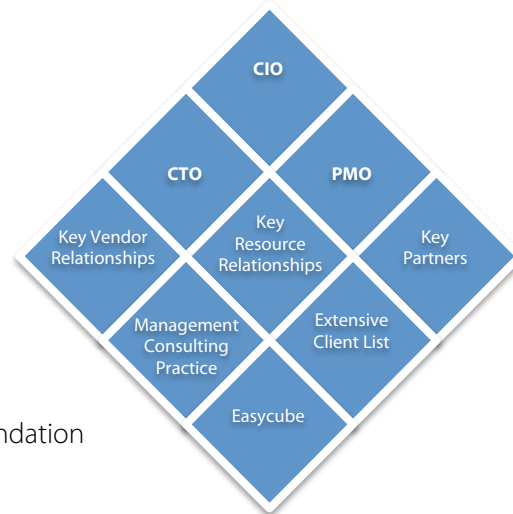 CIO
CTO
PMO
Key Vendor
Relationships
Key
Resource
Relationships
Key
Partners
Management
Consulting
Practice
Extensive
Client List
Easycube
ndation